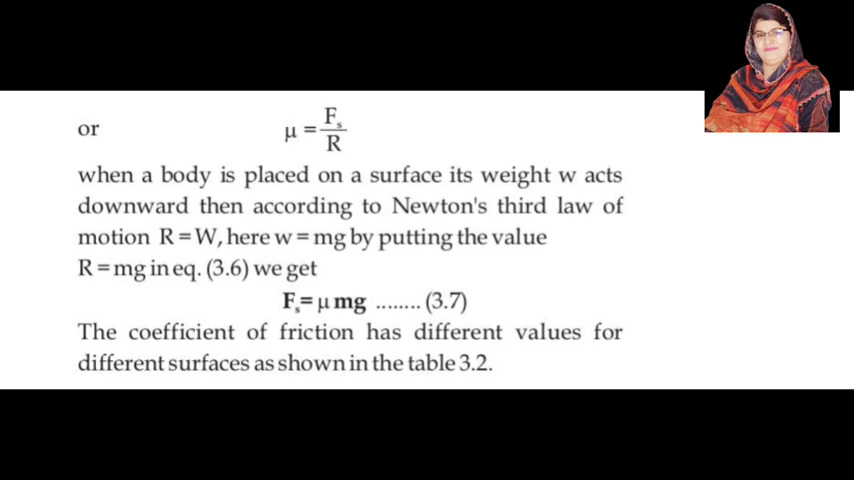 or μ = F_s/R
when a body is placed on a surface its weight w acts
downward then according to Newton's third law of
motion R = W, here w = mg by putting the value
R = mg in eq. (3.6) we get
F_s = μ mg ........ (3.7)
The coefficient of friction has different values for
different surfaces as shown in the table 3.2.